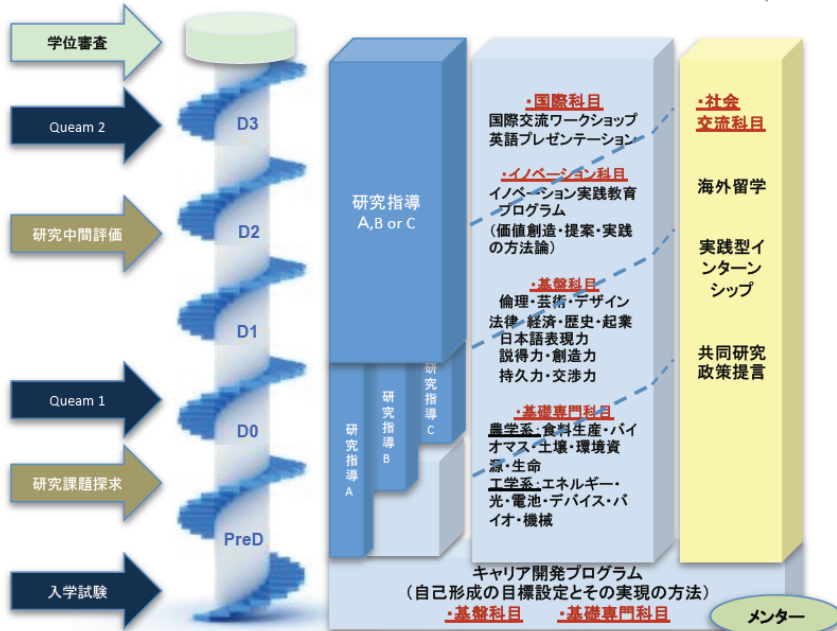 学位審査
Queam 2
研究中間評価
Queam 1
研究課題探求
入学試験
D3
D2
D1
D0
PreD
研究指導
A,B or C
研究指導A
研究指導B
研究指導C
・国際科目
国際交流ワークショップ
英語プレゼンテーション
・イノベーション科目
イノベーション実践教育
プログラム
(価値創造・提案・実践
の方法論)
・基盤科目
倫理・芸術・デザイン
法律・経済・歴史・起業
日本語表現力
説得力・創造力
持久力・交渉力
・基礎専門科目
農学系:食料生産・バイ
オマス・土壌・環境資
源・生命
工学系:エネルギー・
光・電池・デバイス・バ
イオ・機械
・社会
交流科目
海外留学
実践型イ
ンターン
シップ
共同研究
政策提言
キャリア開発プログラム
(自己形成の目標設定とその実現の方法)
・基盤科目 ・基礎専門科目
メンター